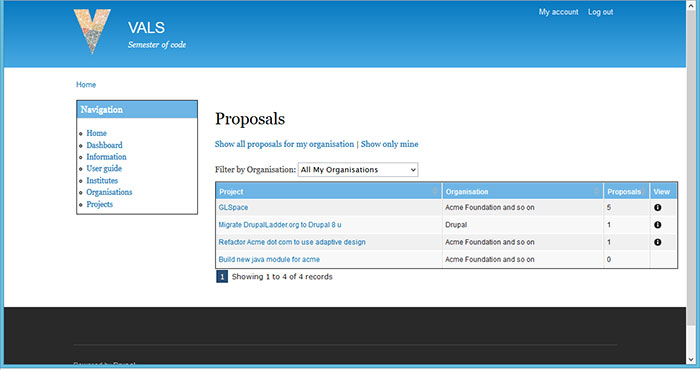 My account Log out
VALS
Semester of code
Home
Navigation
Home
Dashboard
Information
User guide
Institutes
Organisations
Projects
Proposals
Show all proposals for my organisation | Show only mine
Filter by Organisation: All My Organisations
Project Organisation Proposals View
GLSpace Acme Foundation and so on 5
Migrate DrupalLadder.org to Drupal 8 u Drupal 1
Refactor Acme dot com to use adaptive design Acme Foundation and so on 1
Build new java module for acme Acme Foundation and so on 0
1 Showing 1 to 4 of 4 records
Powered by Drupal